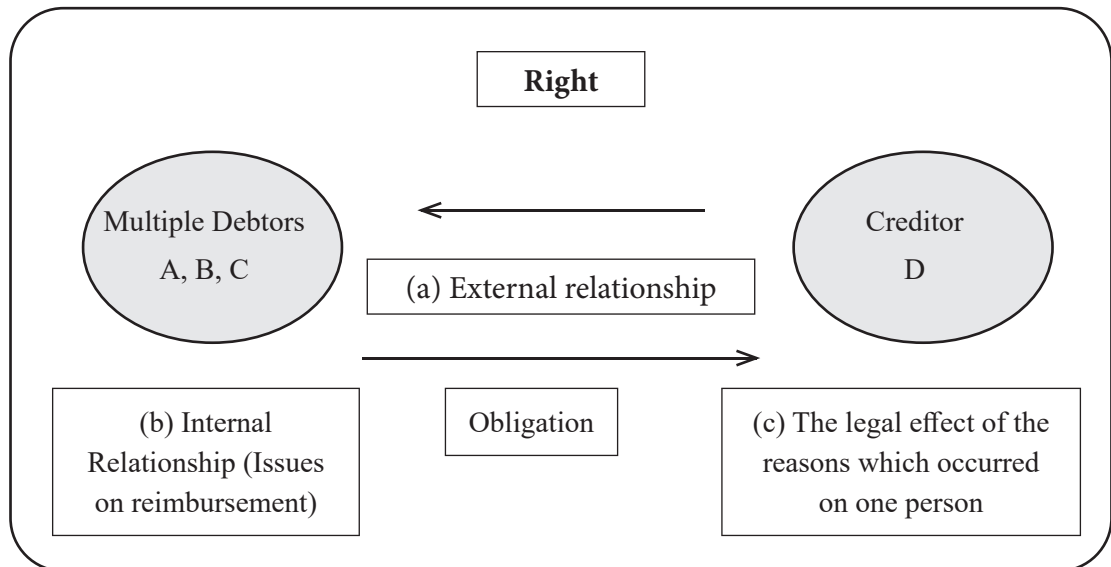 Right
Multiple Debtors
A, B, C
Creditor
D
(a) External relationship
(b) Internal
Relationship (Issues
on reimbursement)
Obligation
(c) The legal effect of the
reasons which occurred
on one person